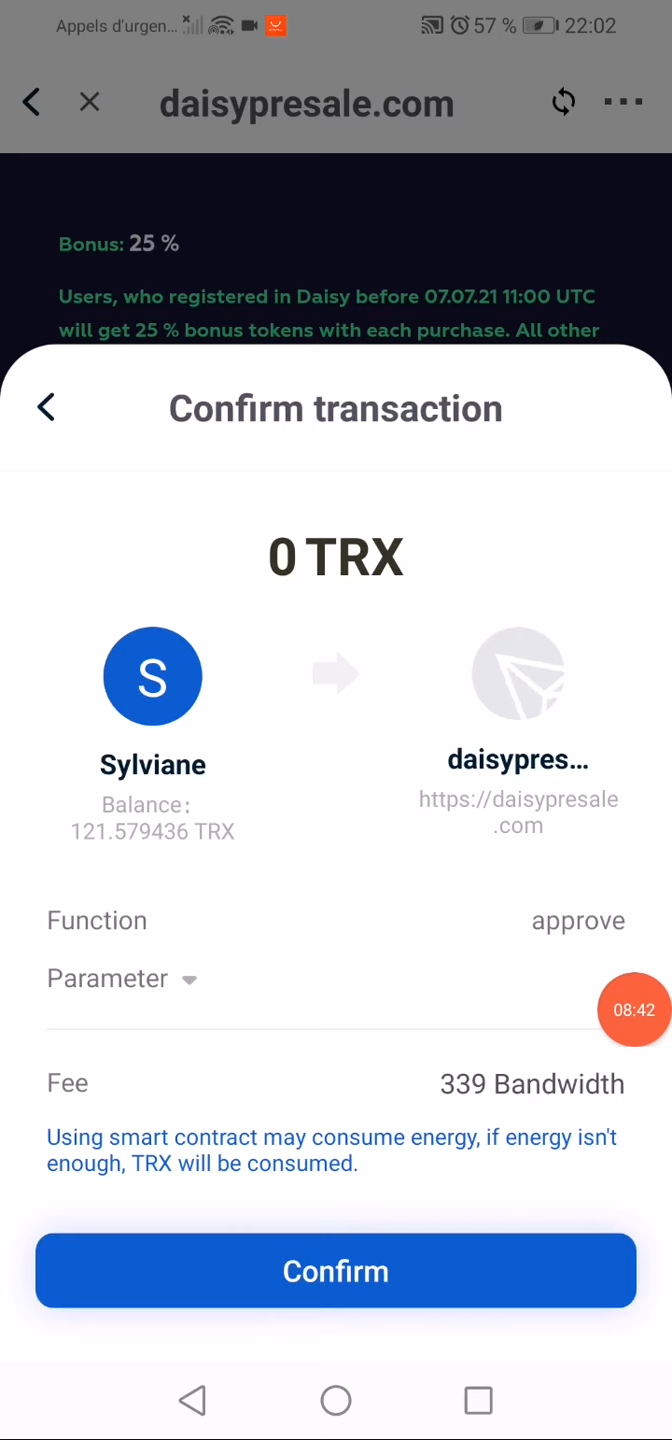 Appels d'urgen... 57 % 22:02
daisypresale.com
Bonus: 25 %
Users, who registered in Daisy before 07.07.21 11:00 UTC
will get 25 % bonus tokens with each purchase. All other
Confirm transaction
0 TRX
S
Sylviane
Balance:
121.579436 TRX
daisypres...
https://daisypresale
.com
Function approve
Parameter
08:42
Fee 339 Bandwidth
Using smart contract may consume energy, if energy isn't
enough, TRX will be consumed.
Confirm